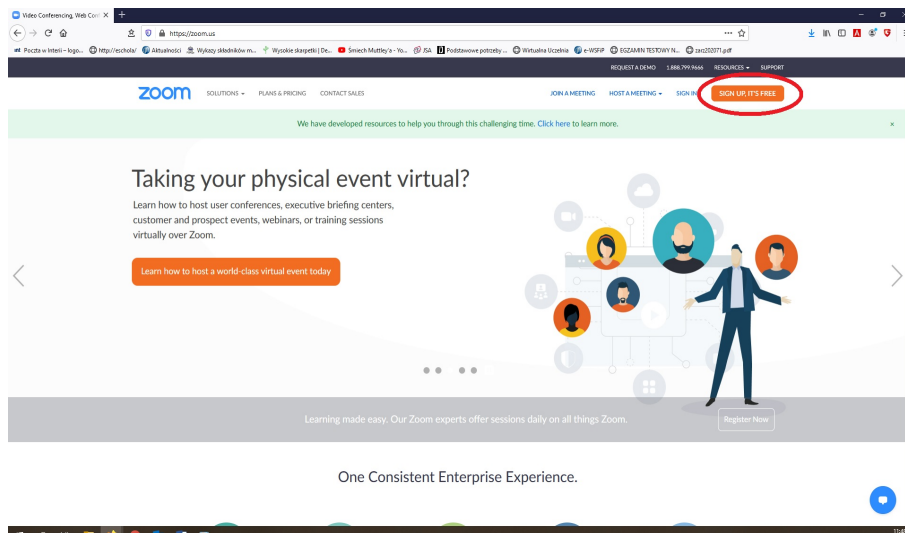 Video Conferencing, Web Conf
https://zoom.us
Poczta w Interii – logo... http://eschola/ Aktualności Wykazy składników m... Wysokie skarpetki | De... Śmiech Muttley'a - Yo... JSA Podstawowe potrzeby ... Wirtualna Uczelnia e-WSFiP EGZAMIN TESTOWY N... zarz202071.pdf
REQUEST A DEMO 1.888.799.9666 RESOURCES SUPPORT
zoom SOLUTIONS PLANS & PRICING CONTACT SALES JOIN A MEETING HOST A MEETING SIGN IN SIGN UP, IT'S FREE
We have developed resources to help you through this challenging time. Click here to learn more.
Taking your physical event virtual?
Learn how to host user conferences, executive briefing centers,
customer and prospect events, webinars, or training sessions
virtually over Zoom.
Learn how to host a world-class virtual event today
Learning made easy. Our Zoom experts offer sessions daily on all things Zoom. Register Now
One Consistent Enterprise Experience.